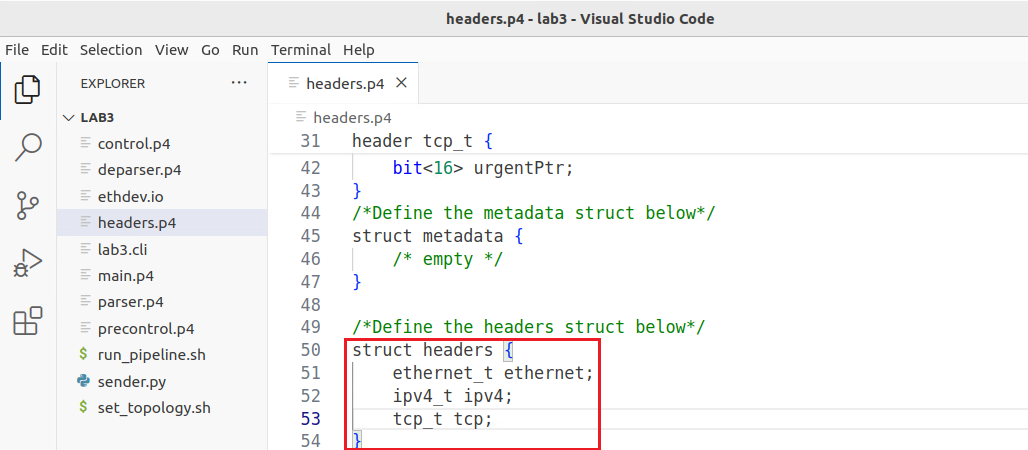 headers.p4 - lab3 - Visual Studio Code
File Edit Selection View Go Run Terminal Help
EXPLORER ···
LAB3
control.p4
deparser.p4
ethdev.io
headers.p4
lab3.cli
main.p4
parser.p4
precontrol.p4
$ run_pipeline.sh
sender.py
$ set_topology.sh
headers.p4 ×
headers.p4
31 header tcp_t {
42 bit<16> urgentPtr;
43 }
44 /*Define the metadata struct below*/
45 struct metadata {
46 /* empty */
47 }
48
49 /*Define the headers struct below*/
50 struct headers {
51 ethernet_t ethernet;
52 ipv4_t ipv4;
53 tcp_t tcp;
54 }